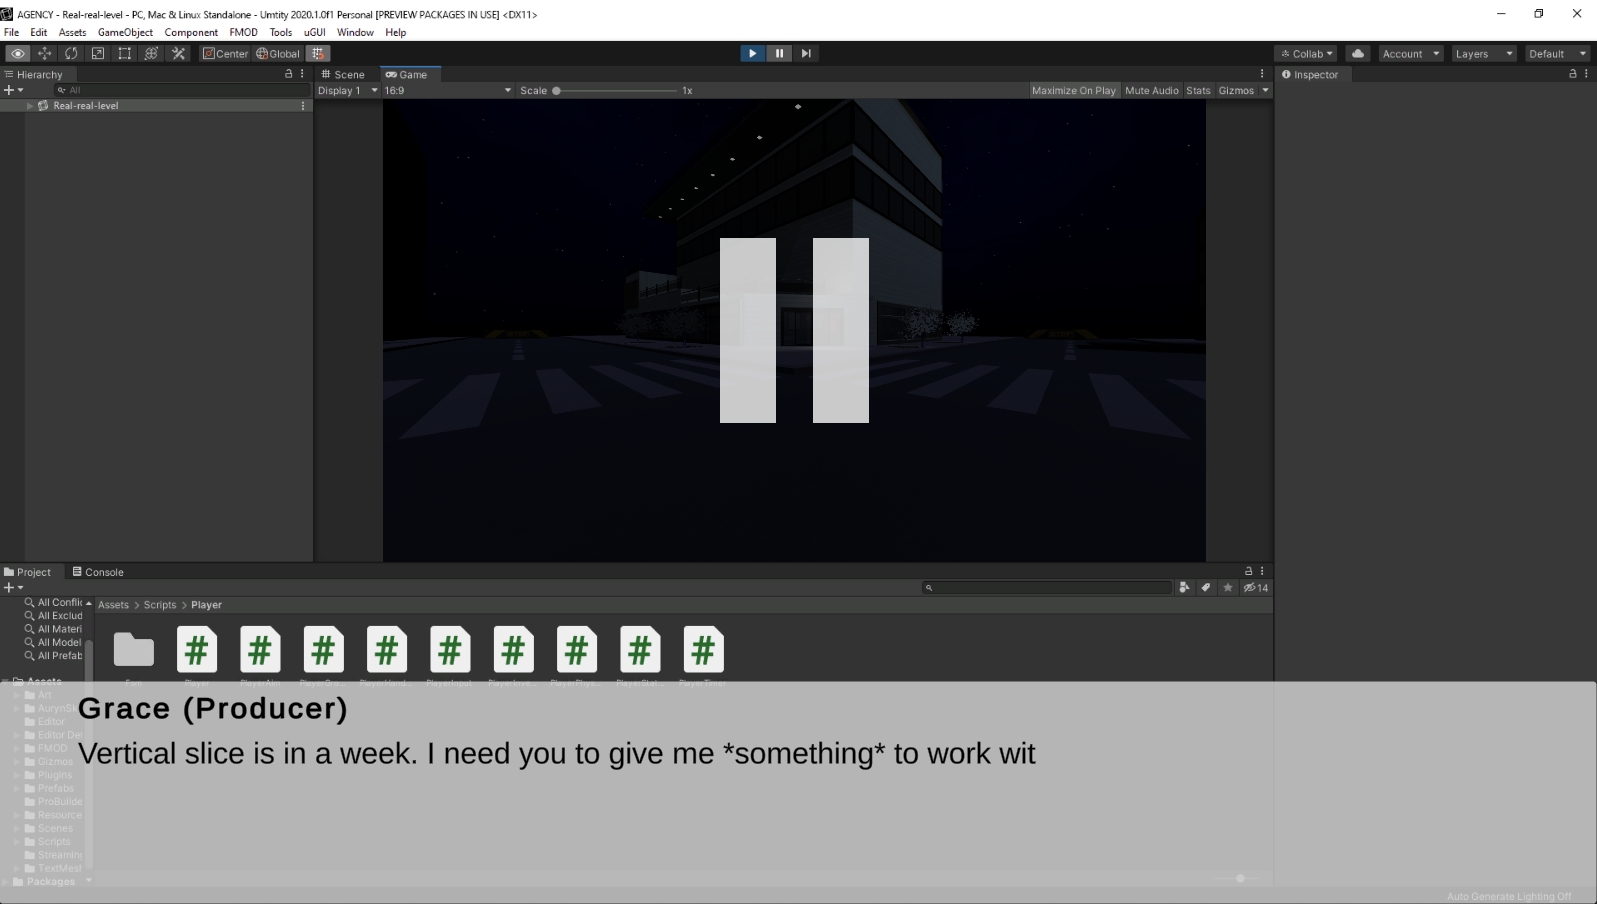 AGENCY - Real-real-level - PC, Mac & Linux Standalone - Umtity 2020.1.0f1 Personal [PREVIEW PACKAGES IN USE] <DX11>
File Edit Assets GameObject Component FMOD Tools uGUI Window Help
Center Global Collab Account Layers Default
Hierarchy Scene Game Inspector
All Display 1 16:9 Scale 1x Maximize On Play Mute Audio Stats Gizmos
Real-real-level
Project Console
14
All Conflic Assets > Scripts > Player
All Exclud
All Materi
All Model
All Prefab
Assets
Art
Grace (Producer)
Editor
Editor De
FMOD
Vertical slice is in a week. I need you to give me *something* to work wit
Gizmos
Plugins
Prefabs
ProBuilde
Resource
Scenes
Scripts
Streaming
TextMesh
Packages
Auto Generate Lighting Off